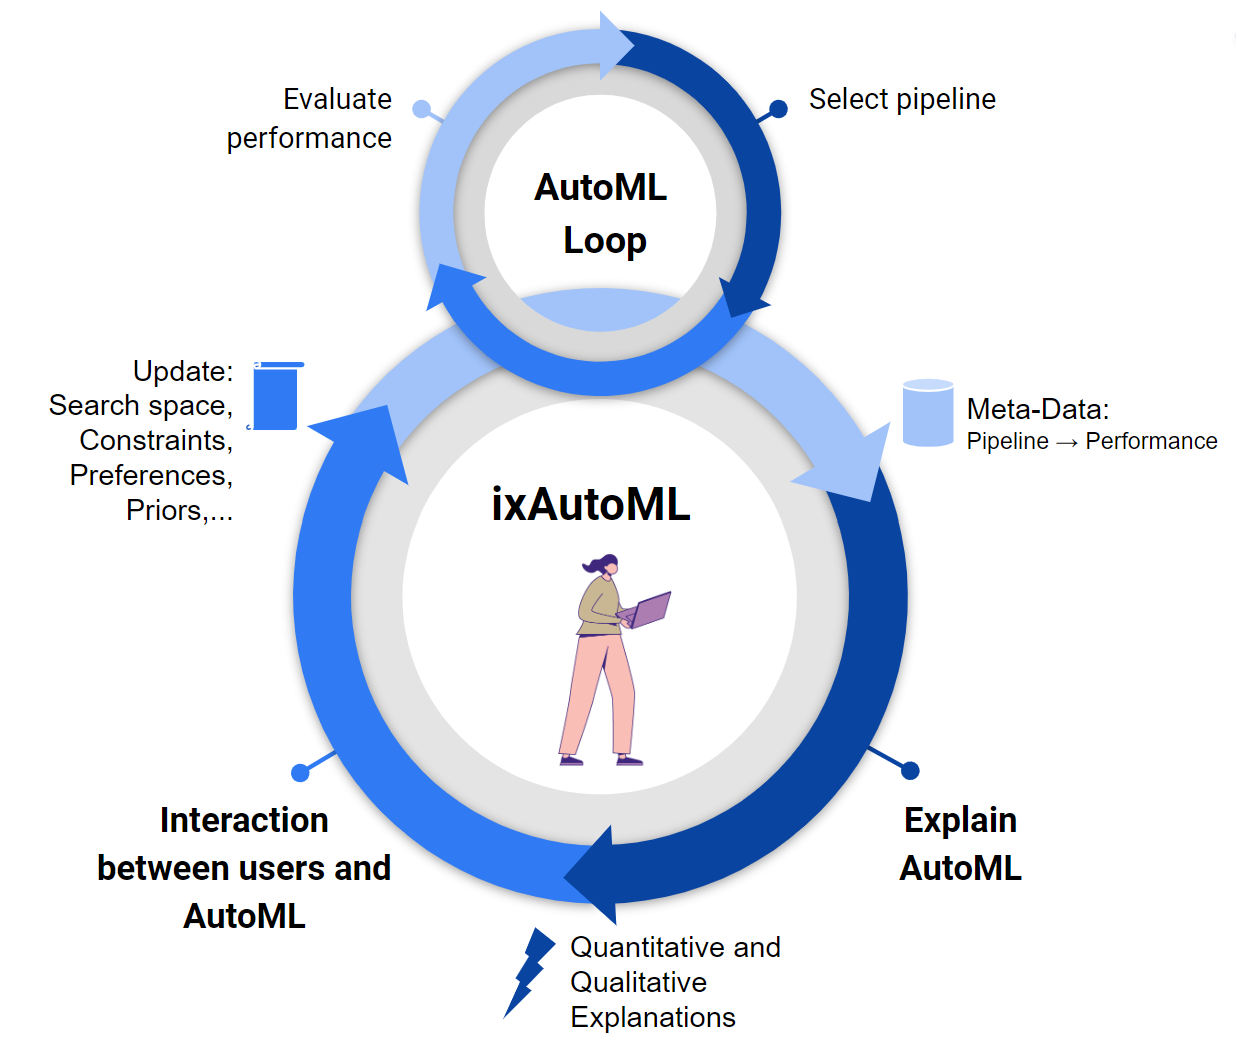 Evaluate
performance
Select pipeline
AutoML
Loop
Update:
Search space,
Constraints,
Preferences,
Priors,...
Meta-Data:
Pipeline → Performance
ixAutoML
Interaction
between users and
AutoML
Explain
AutoML
Quantitative and
Qualitative
Explanations